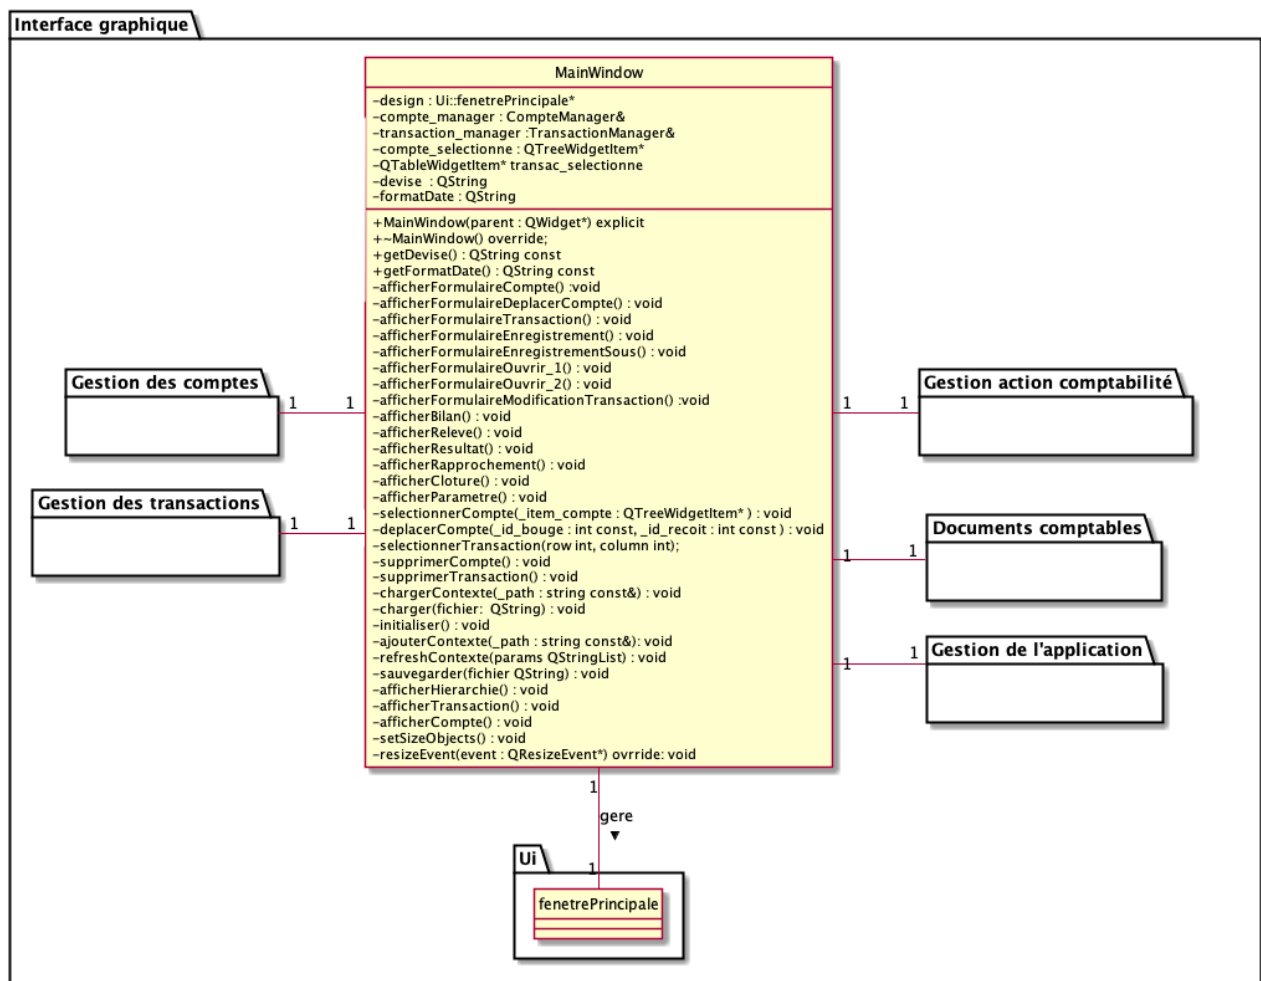 Interface graphique
MainWindow
-design : Ui::fenetrePrincipale*
-compte_manager : CompteManager&
-transaction_manager :TransactionManager&
-compte_selectionne : QTreeWidgetItem*
-QTableWidgetItem* transac_selectionne
-devise  : QString
-formatDate : QString
+MainWindow(parent : QWidget*) explicit
+~MainWindow() override;
+getDevise() : QString const
+getFormatDate() : QString const
-afficherFormulaireCompte() :void
-afficherFormulaireDeplacerCompte() : void
-afficherFormulaireTransaction() : void
-afficherFormulaireEnregistrement() : void
-afficherFormulaireEnregistrementSous() : void
-afficherFormulaireOuvrir_1() : void
-afficherFormulaireOuvrir_2() : void
-afficherFormulaireModificationTransaction() :void
-afficherBilan() : void
-afficherReleve() : void
-afficherResultat() : void
-afficherRapprochement() : void
-afficherCloture() : void
-afficherParametre() : void
-selectionnerCompte(_item_compte : QTreeWidgetItem* ) : void
-deplacerCompte(_id_bouge : int const, _id_recoit : int const ) : void
-selectionnerTransaction(row int, column int);
-supprimerCompte() : void
-supprimerTransaction() : void
-chargerContexte(_path : string const&) : void
-charger(fichier:  QString) : void
-initialiser() : void
-ajouterContexte(_path : string const&): void
-refreshContexte(params QStringList) : void
-sauvegarder(fichier QString) : void
-afficherHierarchie() : void
-afficherTransaction() : void
-afficherCompte() : void
-setSizeObjects() : void
-resizeEvent(event : QResizeEvent*) ovrride: void
Gestion des comptes
1 1
Gestion des transactions
1 1
Gestion action comptabilité
1 1
Documents comptables
1 1
Gestion de l'application
1 1
1
gere
▼
1
Ui
fenetrePrincipale